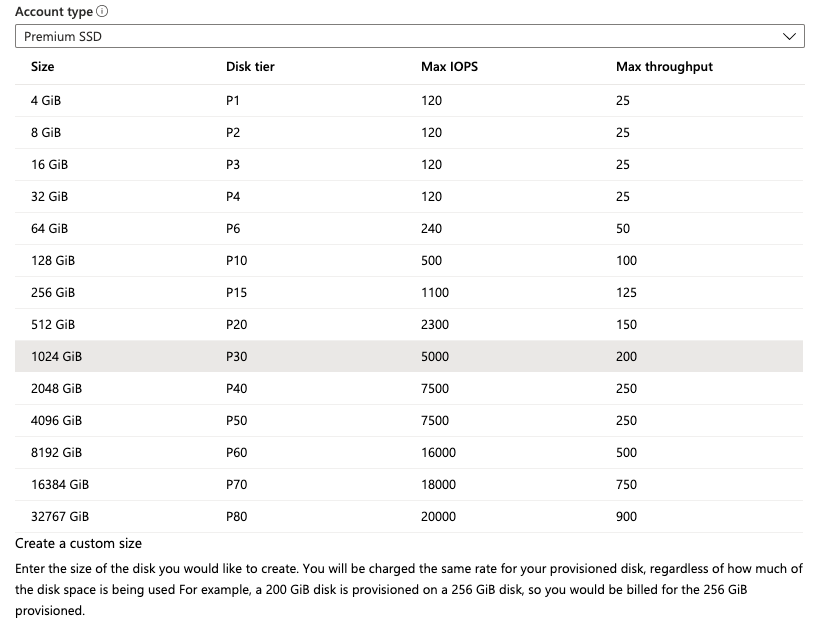 Account type
Premium SSD
Size Disk tier Max IOPS Max throughput
4 GiB P1 120 25
8 GiB P2 120 25
16 GiB P3 120 25
32 GiB P4 120 25
64 GiB P6 240 50
128 GiB P10 500 100
256 GiB P15 1100 125
512 GiB P20 2300 150
1024 GiB P30 5000 200
2048 GiB P40 7500 250
4096 GiB P50 7500 250
8192 GiB P60 16000 500
16384 GiB P70 18000 750
32767 GiB P80 20000 900
Create a custom size
Enter the size of the disk you would like to create. You will be charged the same rate for your provisioned disk, regardless of how much of
the disk space is being used For example, a 200 GiB disk is provisioned on a 256 GiB disk, so you would be billed for the 256 GiB
provisioned.